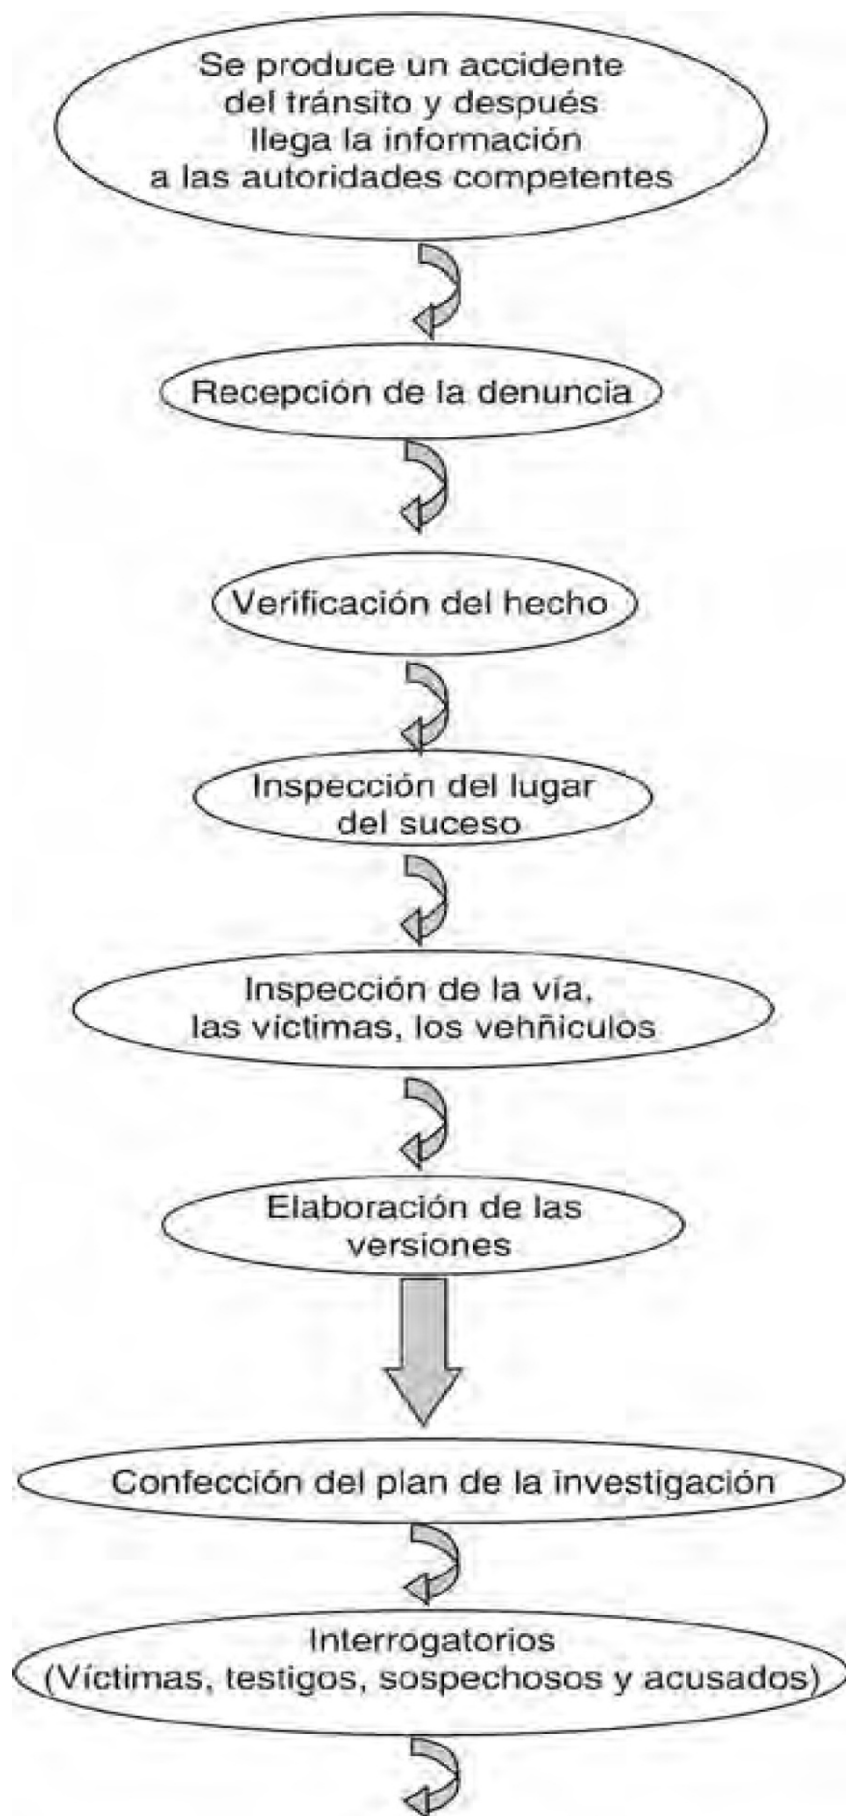 Se produce un accidente
del tránsito y después
llega la información
a las autoridades competentes
Recepción de la denuncia
Verificación del hecho
Inspección del lugar
del suceso
Inspección de la vía,
las víctimas, los vehñiculos
Elaboración de las
versiones
Confección del plan de la investigación
Interrogatorios
(Víctimas, testigos, sospechosos y acusados)